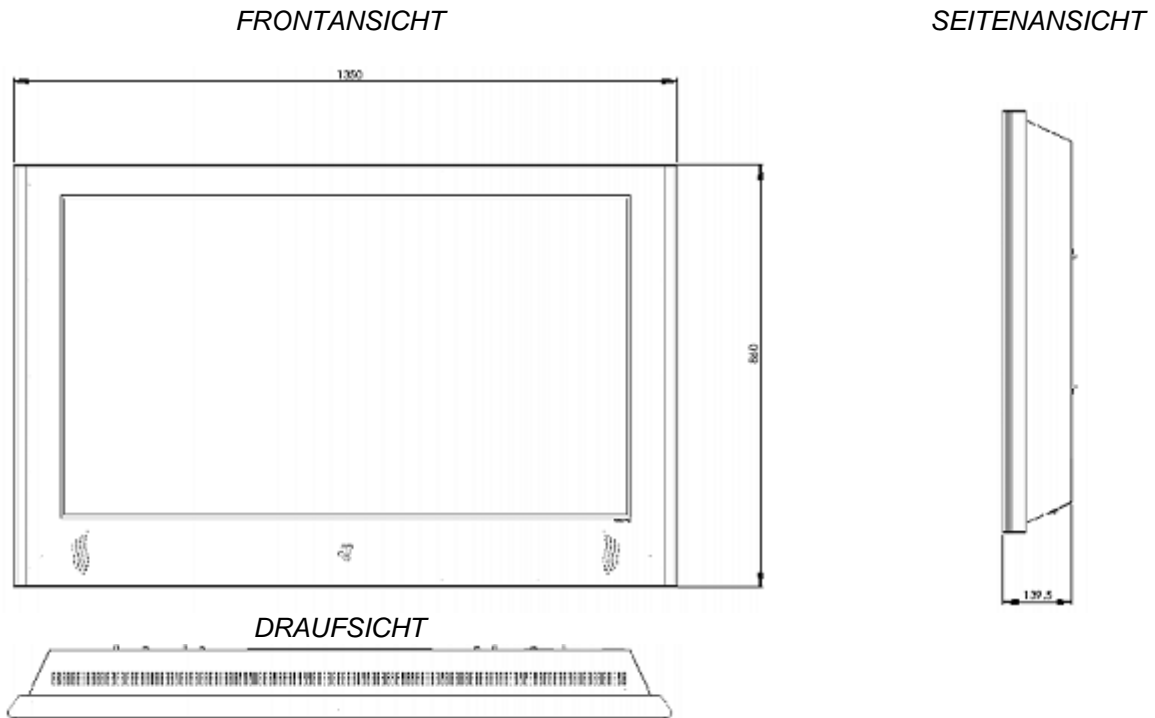 FRONTANSICHT
SEITENANSICHT
1350
860
139.5
DRAUFSICHT